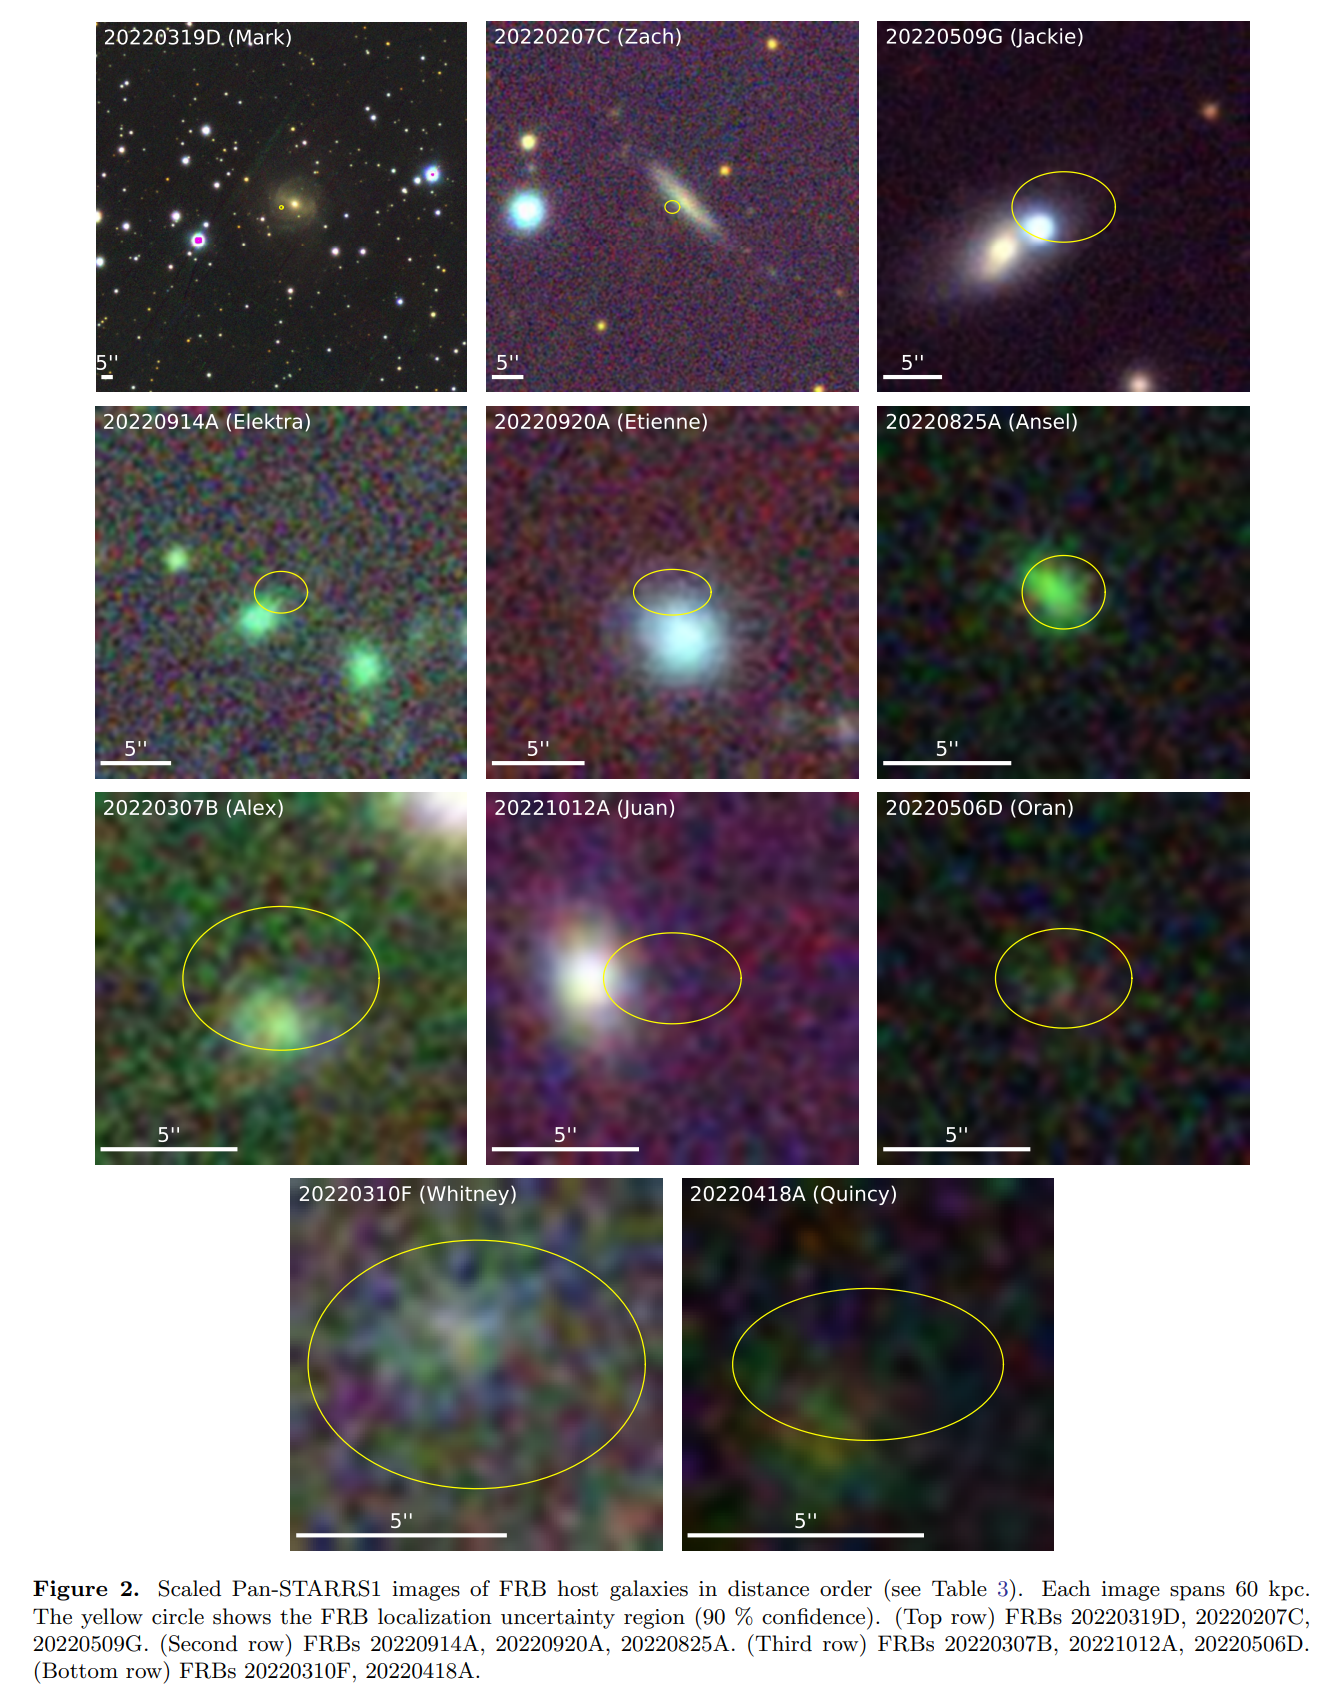 20220319D (Mark)
20220207C (Zach)
20220509G (Jackie)
5''
5''
5''
20220914A (Elektra)
20220920A (Etienne)
20220825A (Ansel)
5''
5''
5''
20220307B (Alex)
20221012A (Juan)
20220506D (Oran)
5''
5''
5''
20220310F (Whitney)
20220418A (Quincy)
5''
5''
Figure 2. Scaled Pan-STARRS1 images of FRB host galaxies in distance order (see Table 3). Each image spans 60 kpc.
The yellow circle shows the FRB localization uncertainty region (90 % confidence). (Top row) FRBs 20220319D, 20220207C,
20220509G. (Second row) FRBs 20220914A, 20220920A, 20220825A. (Third row) FRBs 20220307B, 20221012A, 20220506D.
(Bottom row) FRBs 20220310F, 20220418A.